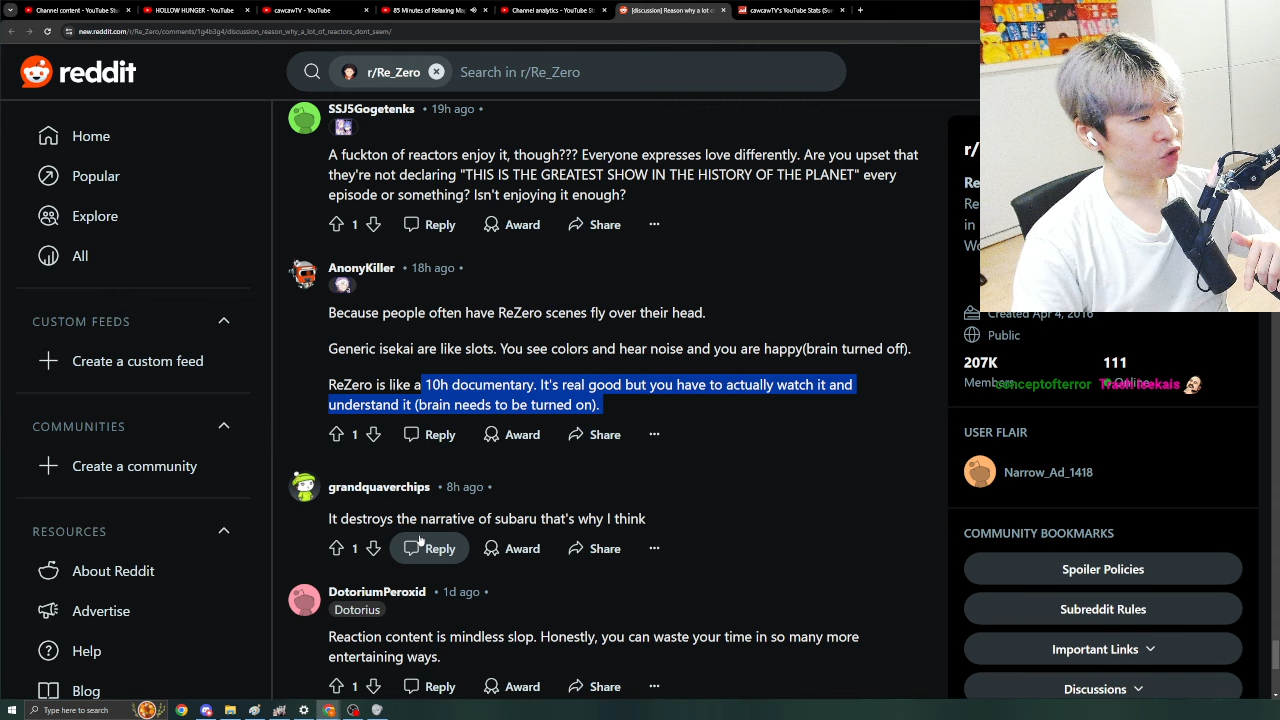 Channel content - YouTube St
HOLLOW HUNGER - YouTube
cawcawTV - YouTube
85 Minutes of Relaxing Ma
Channel analytics - YouTube St
[discussion] Reason why a lot
cawcawTV's YouTube Stats (Su
new.reddit.com/r/Re_Zero/comments/1g4b3g4/discussion_reason_why_a_lot_of_reactors_dont_seem/
reddit
r/Re_Zero
Search in r/Re_Zero
Home
Popular
Explore
All
CUSTOM FEEDS
Create a custom feed
COMMUNITIES
Create a community
RESOURCES
About Reddit
Advertise
Help
Blog
SSJ5Gogetenks • 19h ago •
A fuckton of reactors enjoy it, though??? Everyone expresses love differently. Are you upset that
they're not declaring "THIS IS THE GREATEST SHOW IN THE HISTORY OF THE PLANET" every
episode or something? Isn't enjoying it enough?
1 Reply Award Share
AnonyKiller • 18h ago •
Because people often have ReZero scenes fly over their head.
Generic isekai are like slots. You see colors and hear noise and you are happy(brain turned off).
ReZero is like a 10h documentary. It's real good but you have to actually watch it and
understand it (brain needs to be turned on).
1 Reply Award Share
grandquaverchips • 8h ago •
It destroys the narrative of subaru that's why I think
1 Reply Award Share
DotoriumPeroxid • 1d ago •
Dotorius
Reaction content is mindless slop. Honestly, you can waste your time in so many more
entertaining ways.
1 Reply Award Share
r/
Re
Re
in
Wo
Created Apr 4, 2016
Public
207K 111
Members Online
conceptofterror Trash Isekais
USER FLAIR
Narrow_Ad_1418
COMMUNITY BOOKMARKS
Spoiler Policies
Subreddit Rules
Important Links
Discussions
Type here to search